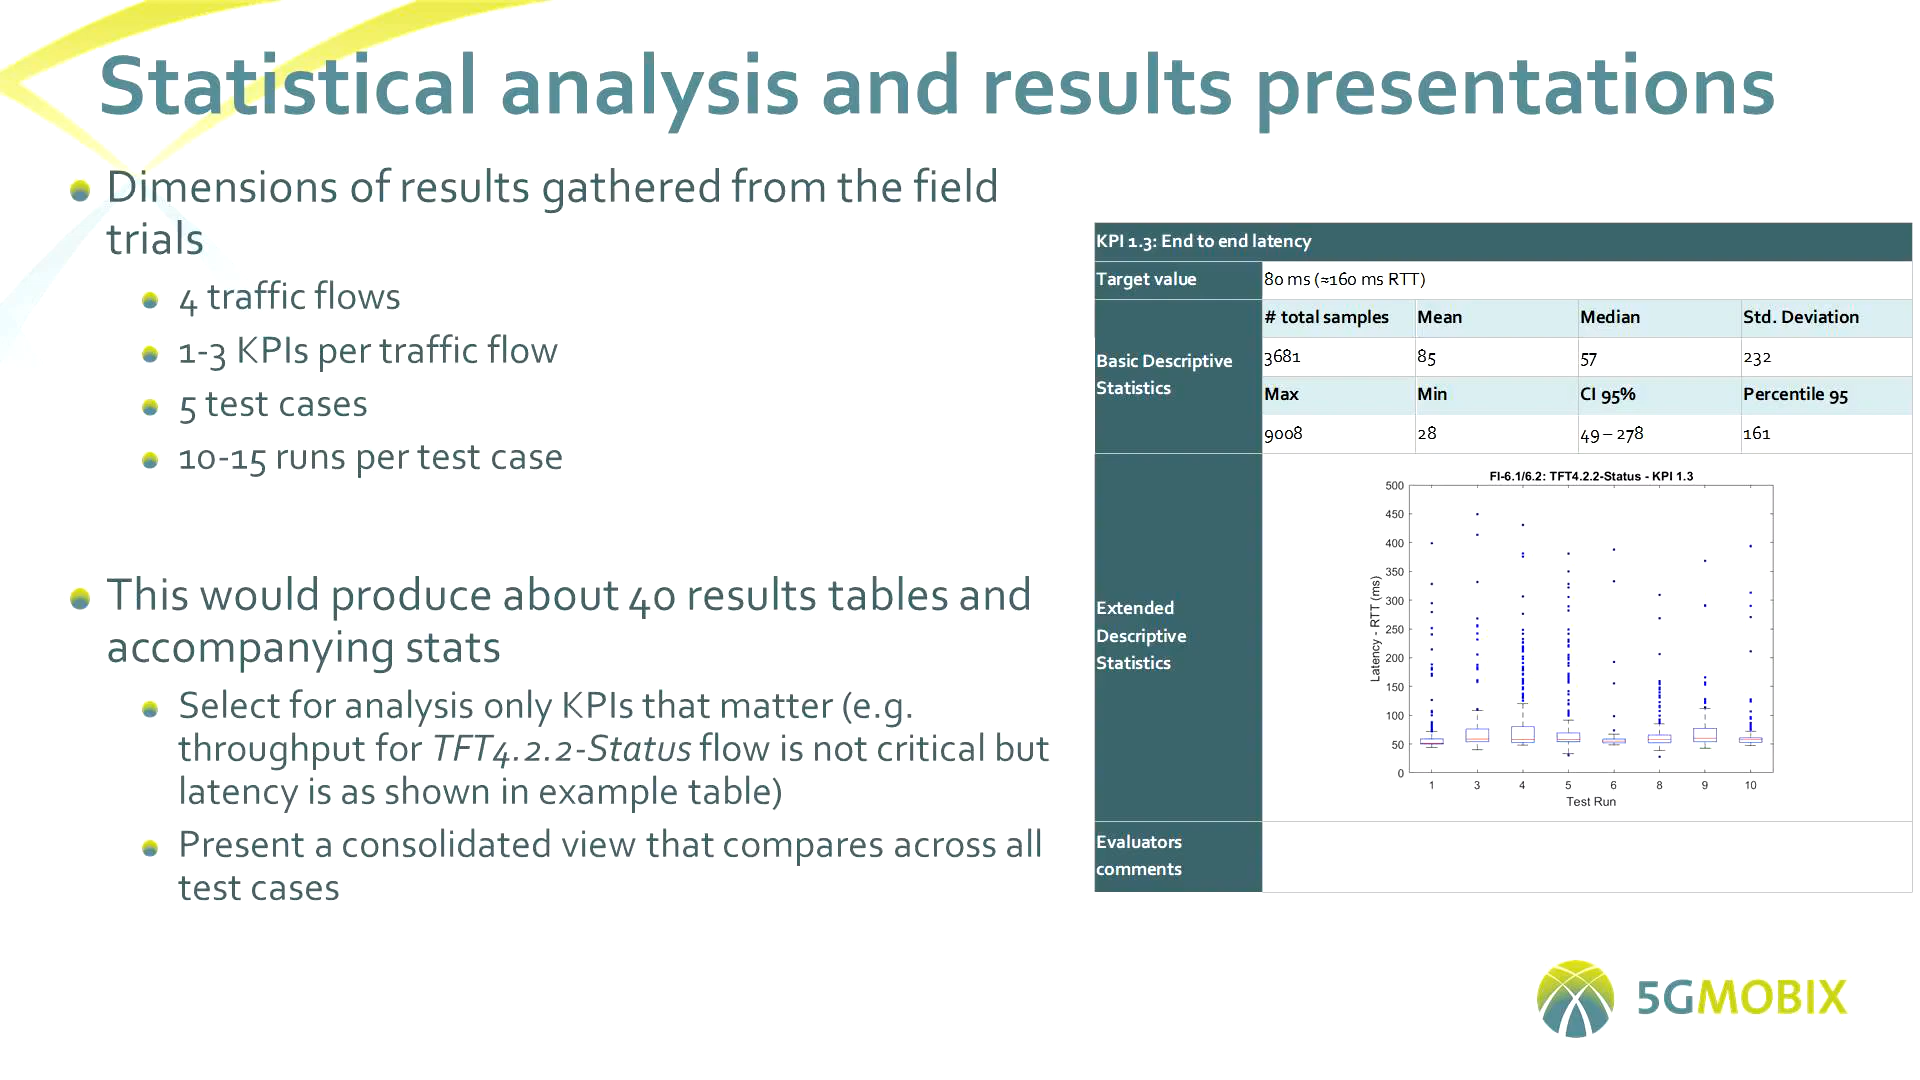 Statistical analysis and results presentations
Dimensions of results gathered from the field
trials
4 traffic flows
1-3 KPIs per traffic flow
5 test cases
10-15 runs per test case
This would produce about 40 results tables and
accompanying stats
Select for analysis only KPIs that matter (e.g.
throughput for TFT4.2.2-Status flow is not critical but
latency is as shown in example table)
Present a consolidated view that compares across all
test cases
KPI 1.3: End to end latency
Target value 80 ms (≈160 ms RTT)
Basic Descriptive
Statistics
# total samples Mean Median Std. Deviation
3681 85 57 232
Max Min CI 95% Percentile 95
9008 28 49 – 278 161
Extended
Descriptive
Statistics
FI-6.1/6.2: TFT4.2.2-Status - KPI 1.3
500
450
400
350
300
250
200
150
100
50
0
Latency - RTT (ms)
1 3 4 5 6 8 9 10
Test Run
Evaluators
comments
5GMOBIX